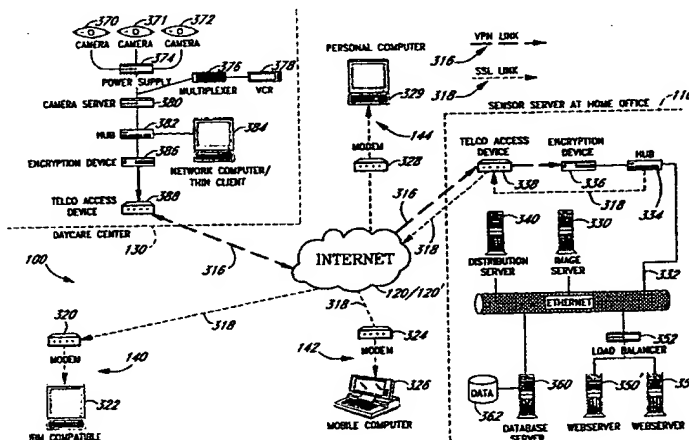 370 371 372
CAMERA CAMERA CAMERA
374
POWER SUPPLY
376
MULTIPLEXER
378
VCR
CAMERA SERVER
380
HUB
382
384
NETWORK COMPUTER/
THIN CLIENT
ENCRYPTION DEVICE
386
TELCO ACCESS
DEVICE
388
DAYCARE CENTER
130
PERSONAL COMPUTER
329
144
MODEM
328
VPN LINK
316
SSL LINK
318
SENSOR SERVER AT HOME OFFICE
TELCO ACCESS
DEVICE
338
ENCRYPTION
DEVICE
336
HUB
334
318
316
318
340
DISTRIBUTION
SERVER
330
IMAGE
SERVER
332
ETHERNET
352
LOAD BALANCER
DATA
362
360
DATABASE
SERVER
350'
WEBSERVER
WEBSERVER
100
316
INTERNET
120/120'
318
318
320
MODEM
140
322
IBM COMPATIBLE
324
MODEM
142
326
MOBILE COMPUTER